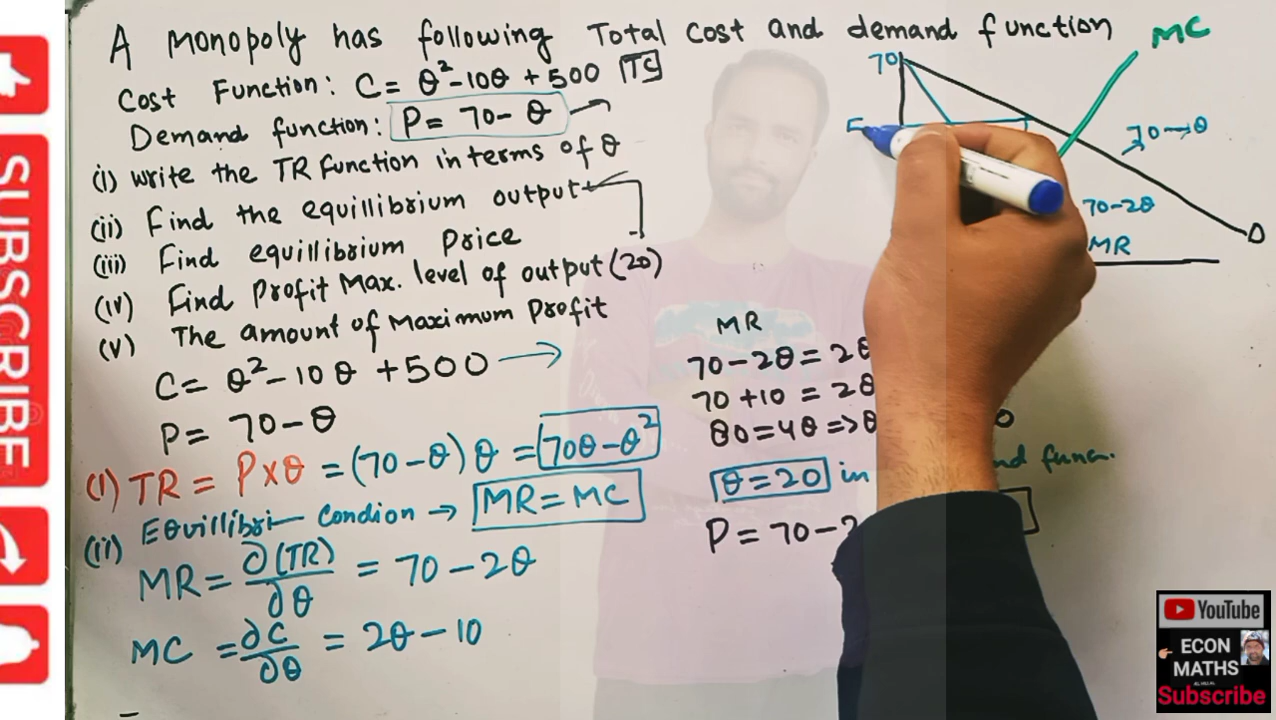 A Monopoly has following Total cost and demand function
Cost Function: C = θ² - 10θ + 500 TC
Demand function: P = 70 - θ
(i) write the TR Function in terms of θ
(ii) Find the equillibrium output
(iii) Find equillibrium Price
(iv) Find Profit Max. level of output (20)
(v) The amount of Maximum Profit
C = θ² - 10θ + 500 →
P = 70 - θ
(i) TR = P x θ = (70 - θ) θ = 70θ - θ²
(ii) Equillibri Condion → MR = MC
MR = ∂(TR)/∂θ = 70 - 2θ
MC = ∂C/∂θ = 2θ - 10
MC
70
70 - θ
70 - 2θ
MR
D
MR
70 - 2θ = 2θ
70 + 10 = 2θ
80 = 4θ => θ
θ = 20 in
nd func.
P = 70 - 2
SUBSCRIBE
YouTube
ECON
MATHS
Subscribe